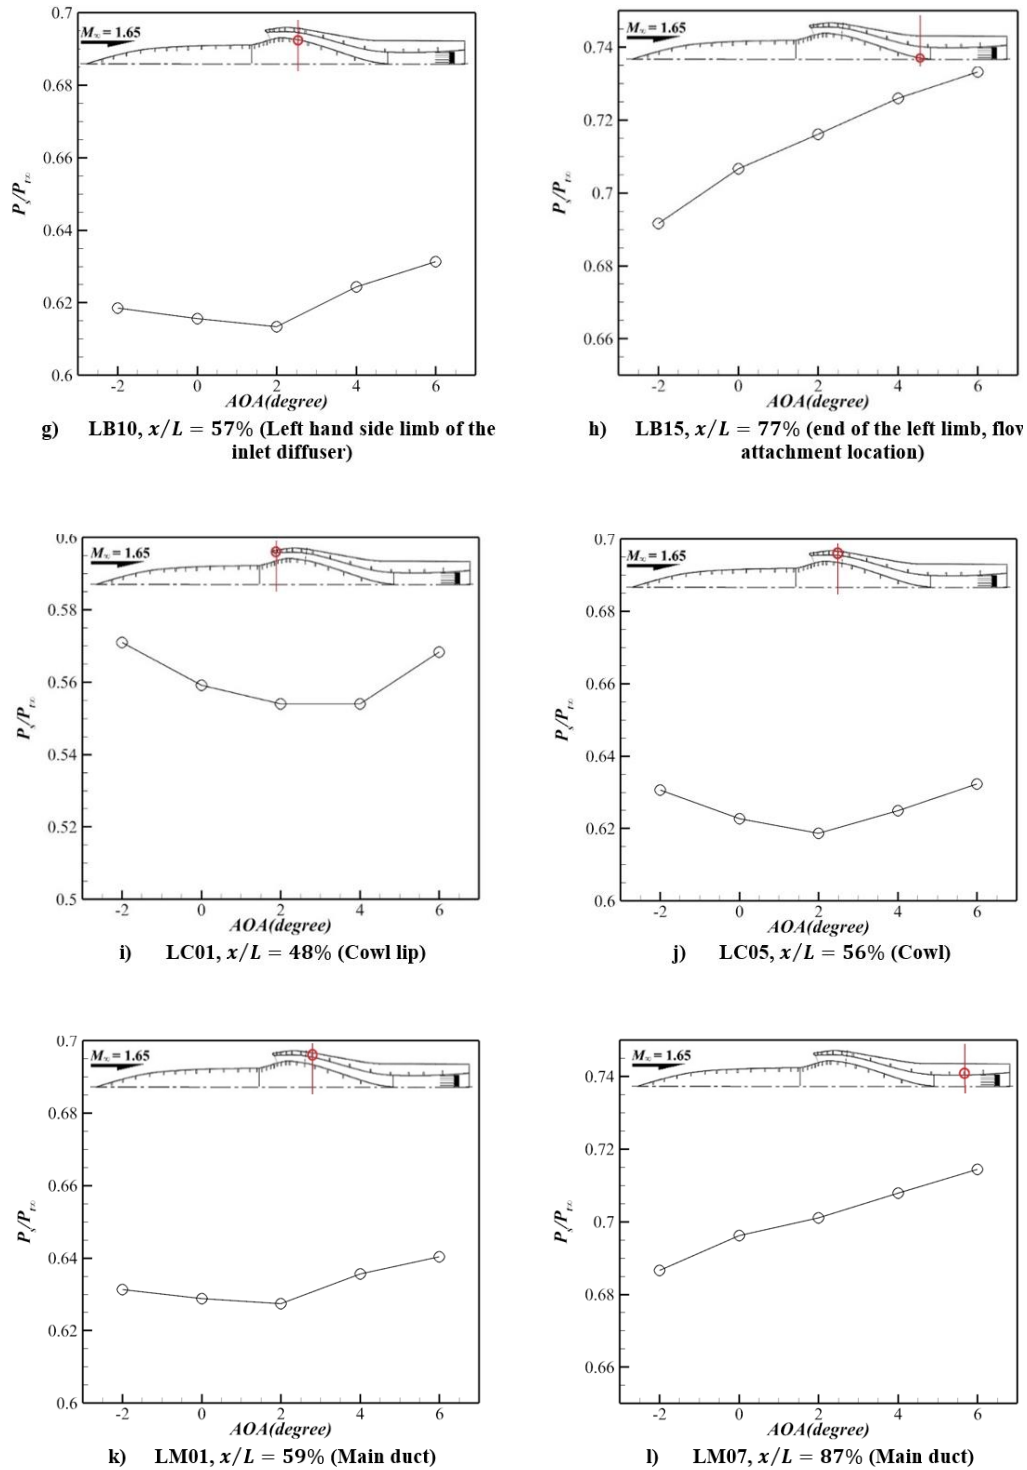 0.7
M∞ = 1.65
0.68
0.66
0.64
0.62
0.6
Ps/Pt∞
-2 0 2 4 6
AOA(degree)
g) LB10, x/L = 57% (Left hand side limb of the
inlet diffuser)
M∞ = 1.65
0.74
0.72
0.7
0.68
0.66
Ps/Pt∞
-2 0 2 4 6
AOA(degree)
h) LB15, x/L = 77% (end of the left limb, flow
attachment location)
0.6
M∞ = 1.65
0.58
0.56
0.54
0.52
0.5
Ps/Pt∞
-2 0 2 4 6
AOA(degree)
i) LC01, x/L = 48% (Cowl lip)
0.7
M∞ = 1.65
0.68
0.66
0.64
0.62
0.6
Ps/Pt∞
-2 0 2 4 6
AOA(degree)
j) LC05, x/L = 56% (Cowl)
0.7
M∞ = 1.65
0.68
0.66
0.64
0.62
0.6
Ps/Pt∞
-2 0 2 4 6
AOA(degree)
k) LM01, x/L = 59% (Main duct)
M∞ = 1.65
0.74
0.72
0.7
0.68
0.66
Ps/Pt∞
-2 0 2 4 6
AOA(degree)
l) LM07, x/L = 87% (Main duct)